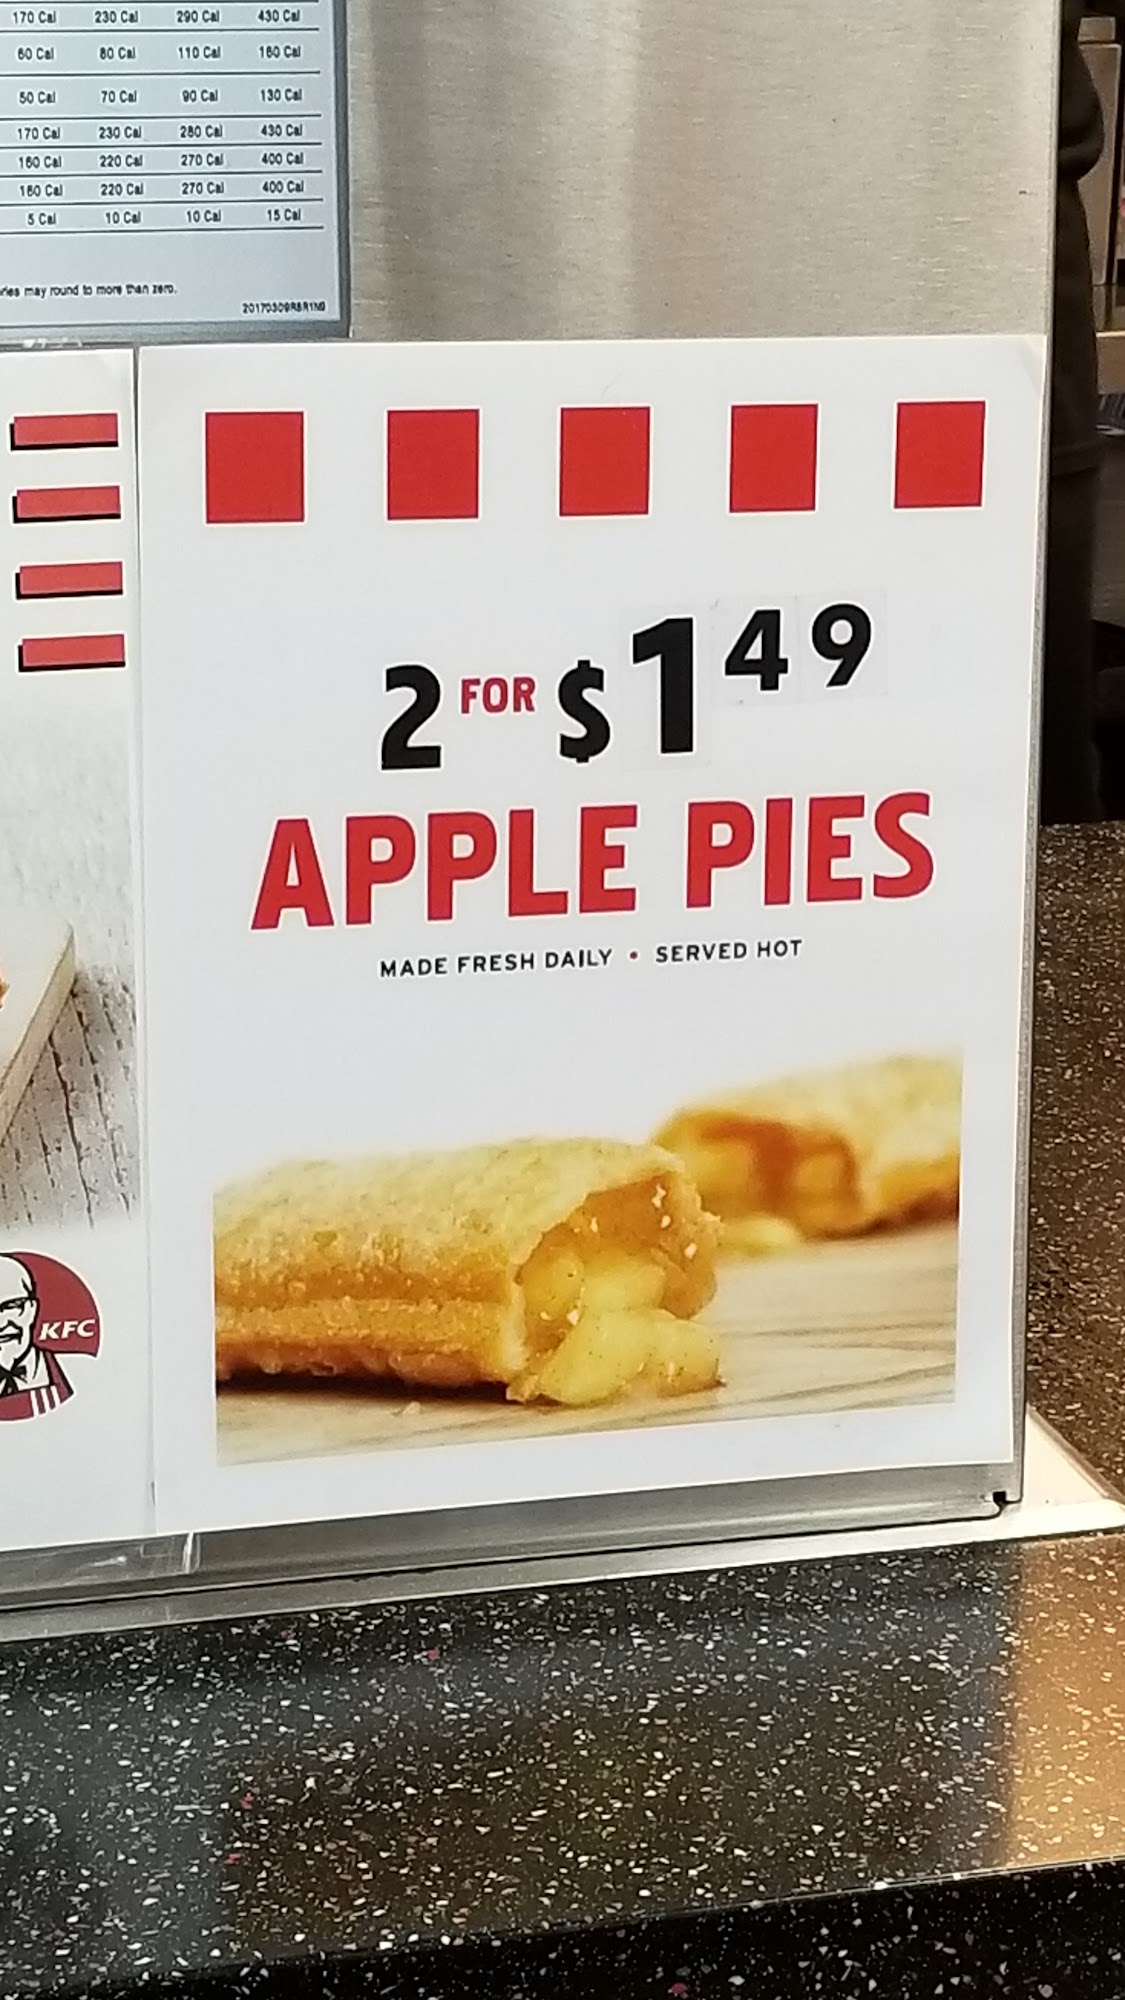 170 Cal 230 Cal 290 Cal 430 Cal
60 Cal 80 Cal 110 Cal 160 Cal
50 Cal 70 Cal 90 Cal 130 Cal
170 Cal 230 Cal 280 Cal 430 Cal
160 Cal 220 Cal 270 Cal 400 Cal
160 Cal 220 Cal 270 Cal 400 Cal
5 Cal 10 Cal 10 Cal 15 Cal
may round to more than zero.
2 FOR $1 49
APPLE PIES
MADE FRESH DAILY • SERVED HOT
KFC